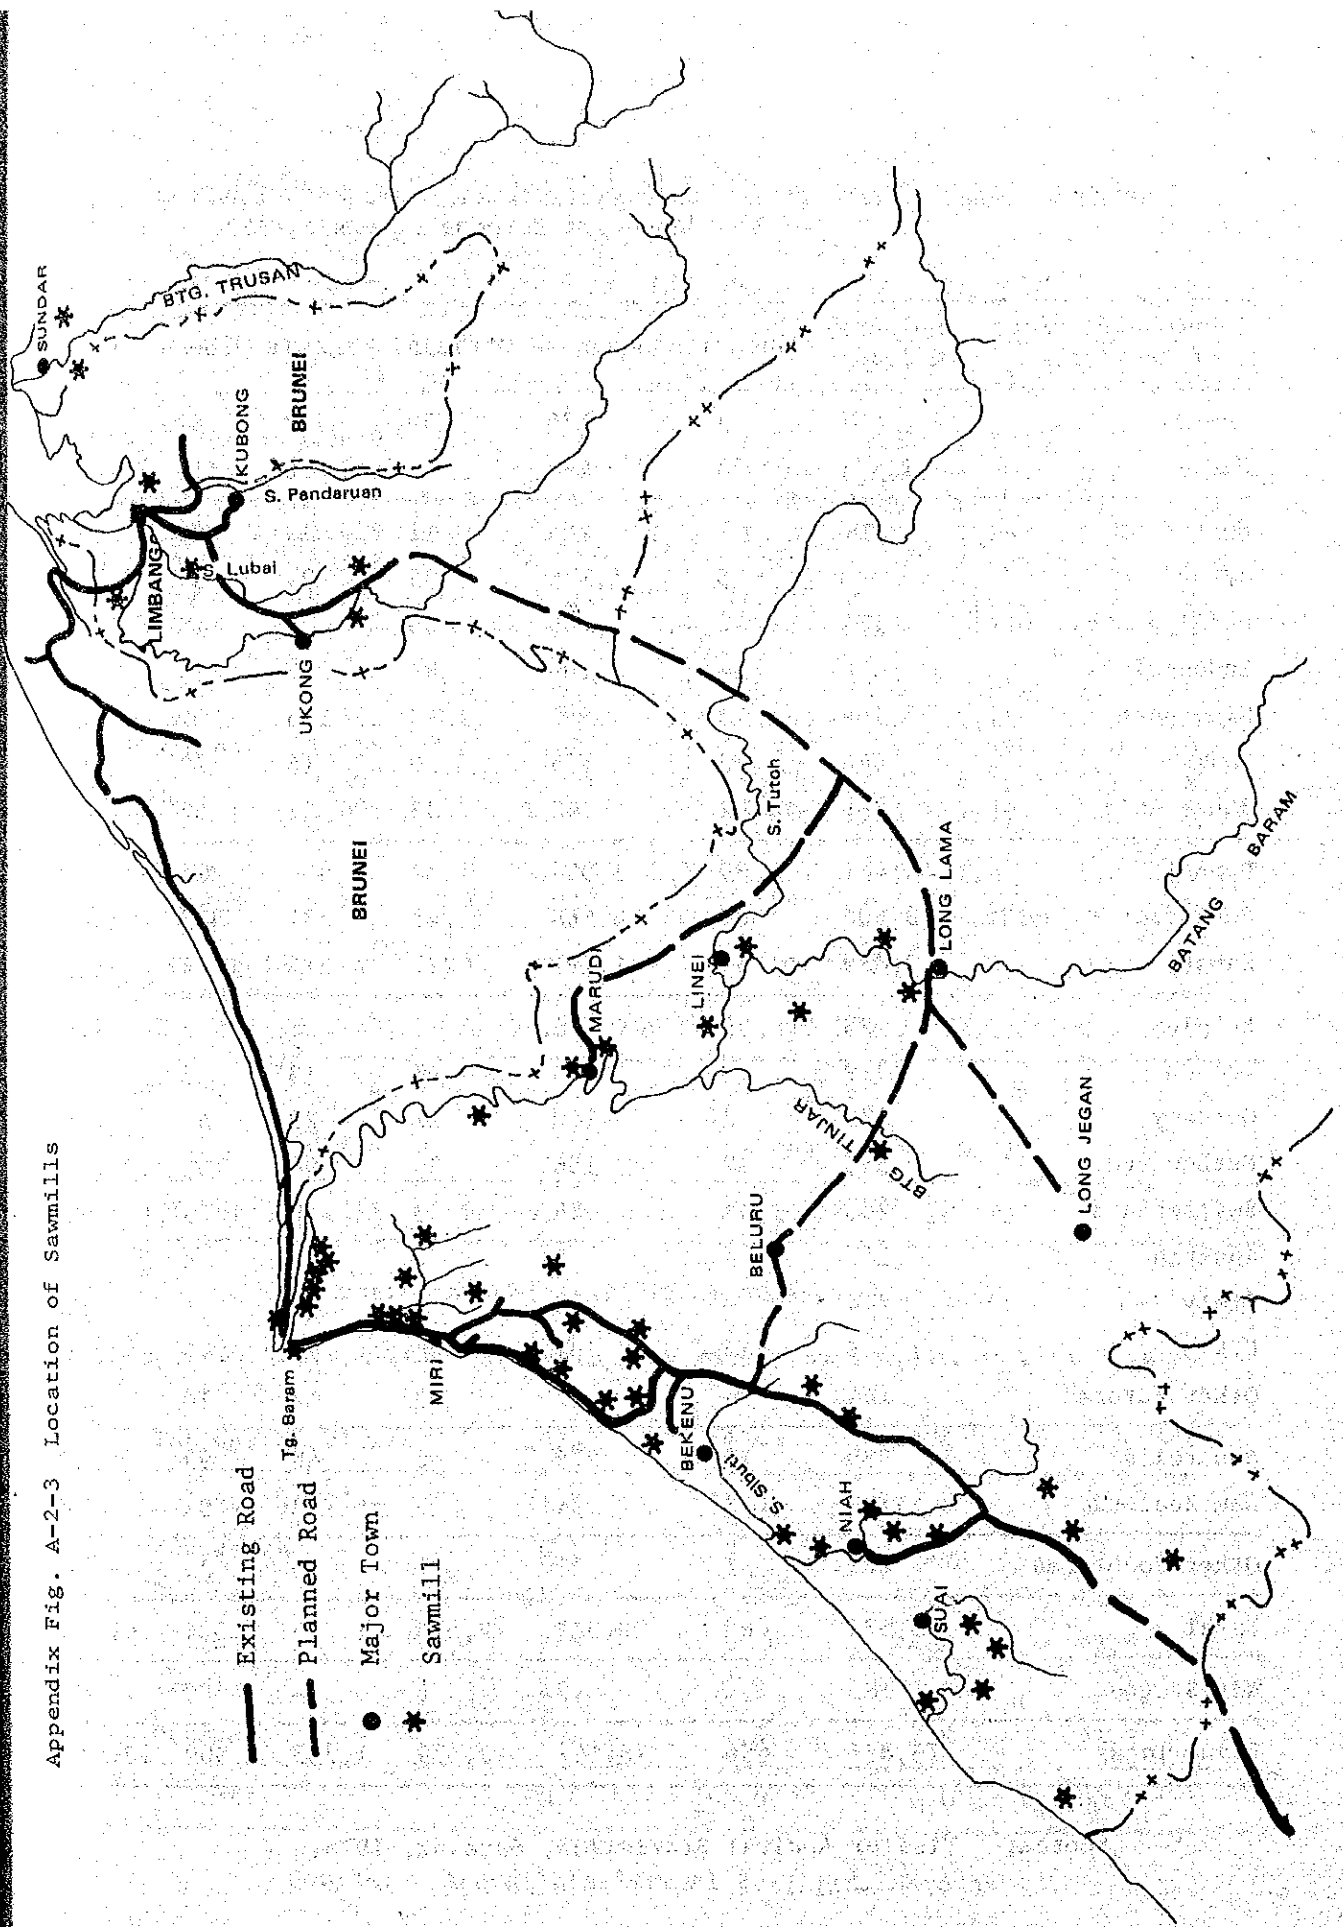 Appendix Fig. A-2-3 Location of Sawmills
Existing Road
Planned Road
Major Town
Sawmill
SUNDAR
BTG. TRUSAN
BRUNEI
KUBONG
S. Pandaruan
LIMBANG
S. Lubai
UKONG
BRUNEI
S. Tutoh
LONG LAMA
BATANG BARAM
LINEI
MARUDI
BTG TINJAR
LONG JEGAN
BELURU
Tg. Baram
MIRI
BEKENU
S. Sibuti
NIAH
SUAI